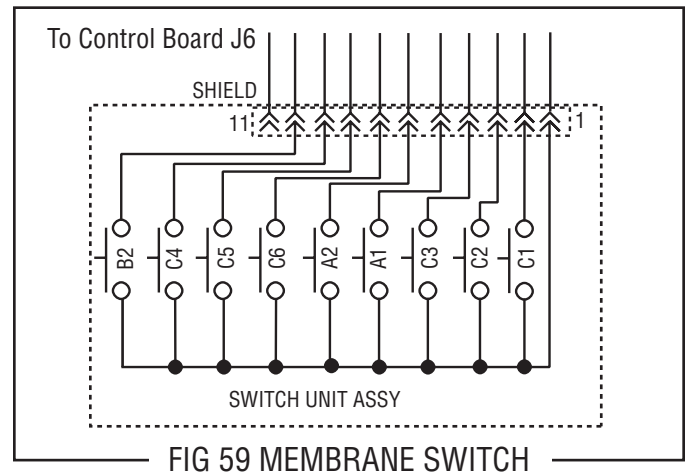 To Control Board J6
SHIELD
11 1
B2 C4 C5 C6 A2 A1 C3 C2 C1
SWITCH UNIT ASSY
FIG 59 MEMBRANE SWITCH